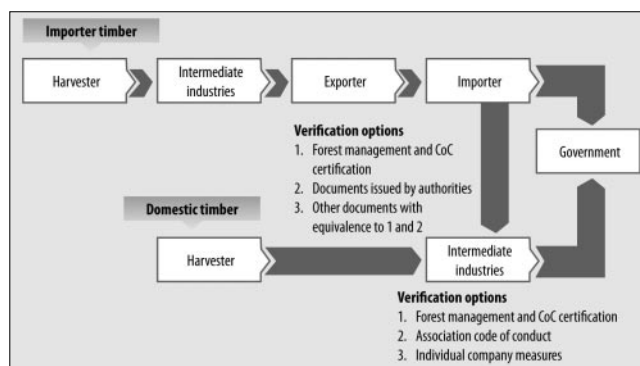 Importer timber
Harvester
Intermediate
industries
Exporter
Importer
Verification options
1. Forest management and CoC
certification
2. Documents issued by authorities
3. Other documents with
equivalence to 1 and 2
Government
Domestic timber
Harvester
Intermediate
industries
Verification options
1. Forest management and CoC certification
2. Association code of conduct
3. Individual company measures